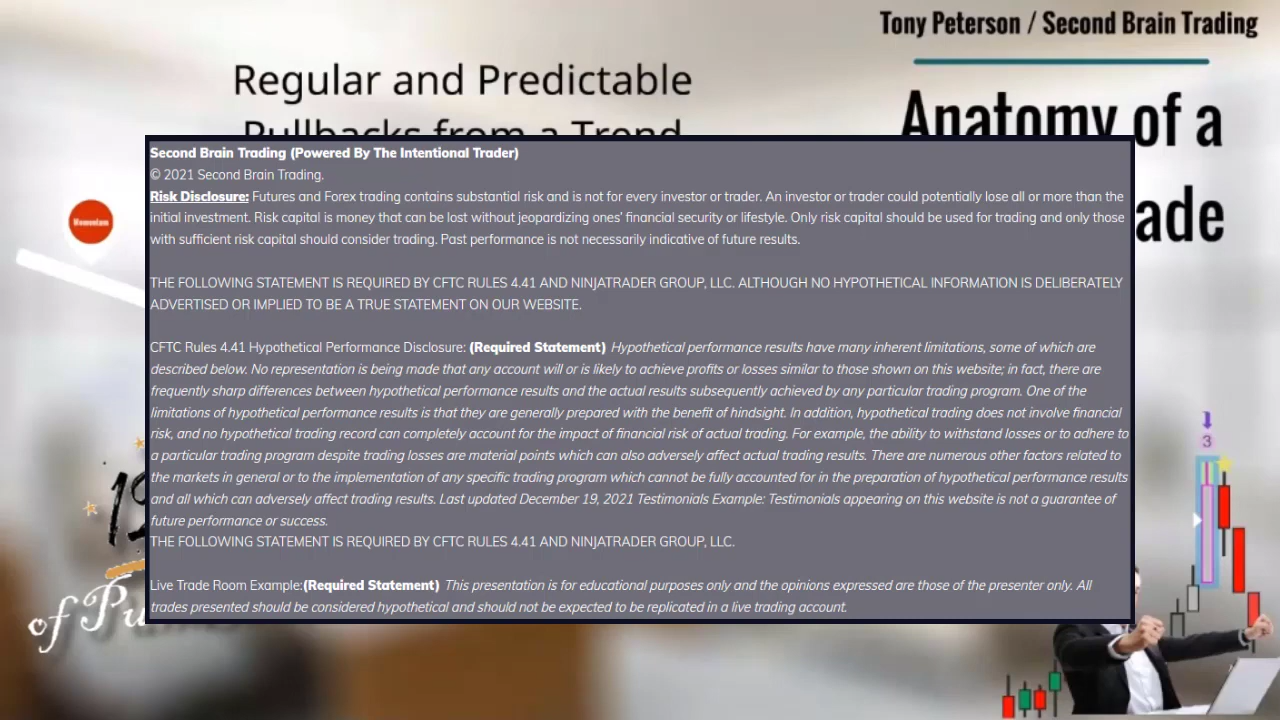 Tony Peterson / Second Brain Trading
Regular and Predictable
Pullbacks from a Trend
Anatomy of a
ade
Momentum
Second Brain Trading (Powered By The Intentional Trader)
© 2021 Second Brain Trading.
Risk Disclosure: Futures and Forex trading contains substantial risk and is not for every investor or trader. An investor or trader could potentially lose all or more than the
initial investment. Risk capital is money that can be lost without jeopardizing ones' financial security or lifestyle. Only risk capital should be used for trading and only those
with sufficient risk capital should consider trading. Past performance is not necessarily indicative of future results.
THE FOLLOWING STATEMENT IS REQUIRED BY CFTC RULES 4.41 AND NINJATRADER GROUP, LLC. ALTHOUGH NO HYPOTHETICAL INFORMATION IS DELIBERATELY
ADVERTISED OR IMPLIED TO BE A TRUE STATEMENT ON OUR WEBSITE.
CFTC Rules 4.41 Hypothetical Performance Disclosure: (Required Statement) Hypothetical performance results have many inherent limitations, some of which are
described below. No representation is being made that any account will or is likely to achieve profits or losses similar to those shown on this website; in fact, there are
frequently sharp differences between hypothetical performance results and the actual results subsequently achieved by any particular trading program. One of the
limitations of hypothetical performance results is that they are generally prepared with the benefit of hindsight. In addition, hypothetical trading does not involve financial
risk, and no hypothetical trading record can completely account for the impact of financial risk of actual trading. For example, the ability to withstand losses or to adhere to
a particular trading program despite trading losses are material points which can also adversely affect actual trading results. There are numerous other factors related to
the markets in general or to the implementation of any specific trading program which cannot be fully accounted for in the preparation of hypothetical performance results
and all which can adversely affect trading results. Last updated December 19, 2021 Testimonials Example: Testimonials appearing on this website is not a guarantee of
future performance or success.
THE FOLLOWING STATEMENT IS REQUIRED BY CFTC RULES 4.41 AND NINJATRADER GROUP, LLC.
Live Trade Room Example:(Required Statement) This presentation is for educational purposes only and the opinions expressed are those of the presenter only. All
trades presented should be considered hypothetical and should not be expected to be replicated in a live trading account.
3
of